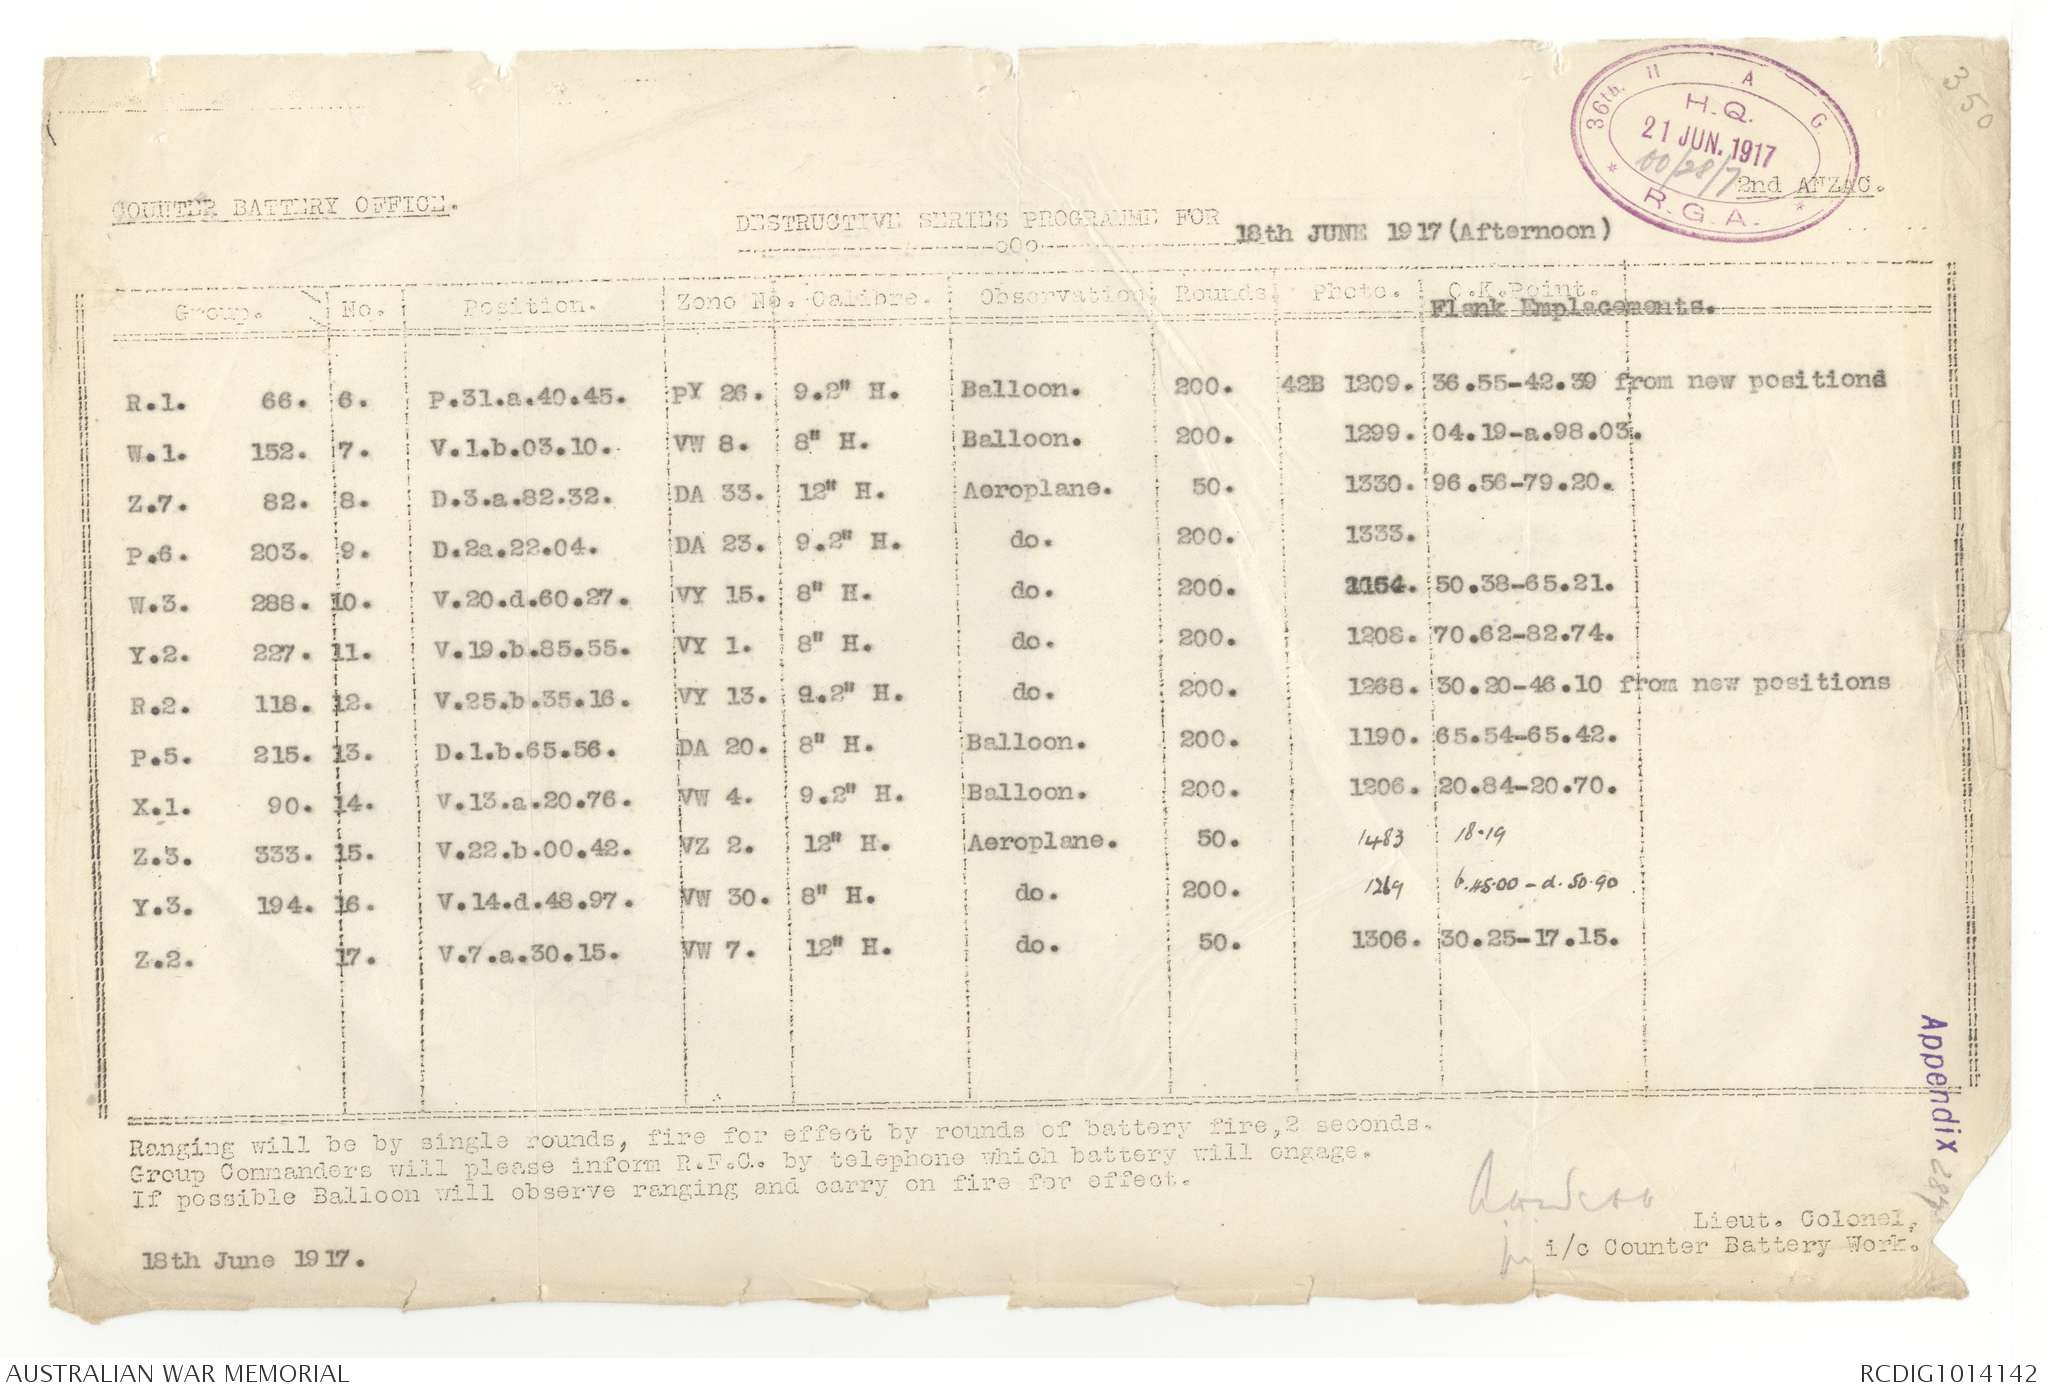 350
36th. H A G
H.Q.
21 JUN. 1917
00/28/7
* R.G.A. *
2nd ANZAC.
COUNTER BATTERY OFFICE.
DESTRUCTIVE SERIES PROGRAMME FOR 18th JUNE 1917(Afternoon)
oOo
Group. No. Position. Zone No. Calibre. Observation. Rounds. Photo. O.K.Point.
Flank Emplacements.
R.1. 66. 6. P.31.a.40.45. PY 26. 9.2" H. Balloon. 200. 42B 1209. 36.55-42.39 from new positions
W.1. 152. 7. V.1.b.03.10. VW 8. 8" H. Balloon. 200. 1299. 04.19-a.98.03.
Z.7. 82. 8. D.3.a.82.32. DA 33. 12" H. Aeroplane. 50. 1330. 96.56-79.20.
P.6. 203. 9. D.2a.22.04. DA 23. 9.2" H. do. 200. 1333.
W.3. 288. 10. V.20.d.60.27. VY 15. 8" H. do. 200. 50.38-65.21.
Y.2. 227. 11. V.19.b.85.55. VY 1. 8" H. do. 200. 1208. 70.62-82.74.
R.2. 118. 12. V.25.b.35.16. VY 13. 9.2" H. do. 200. 1268. 30.20-46.10 from new positions
P.5. 215. 13. D.1.b.65.56. DA 20. 8" H. Balloon. 200. 1190. 65.54-65.42.
X.1. 90. 14. V.13.a.20.76. VW 4. 9.2" H. Balloon. 200. 1206. 20.84-20.70.
Z.3. 333. 15. V.22.b.00.42. VZ 2. 12" H. Aeroplane. 50. 1483 18.19
Y.3. 194. 16. V.14.d.48.97. VW 30. 8" H. do. 200. 1269 b.45.00-d.50.90
Z.2. 17. V.7.a.30.15. VW 7. 12" H. do. 50. 1306. 30.25-17.15.
Ranging will be by single rounds, fire for effect by rounds of battery fire,2 seconds.
Group Commanders will please inform R.F.C. by telephone which battery will engage.
If possible Balloon will observe ranging and carry on fire for effect.
Lieut. Colonel,
i/c Counter Battery Work.
18th June 1917.
Appendix
AUSTRALIAN WAR MEMORIAL
RCDIG1014142